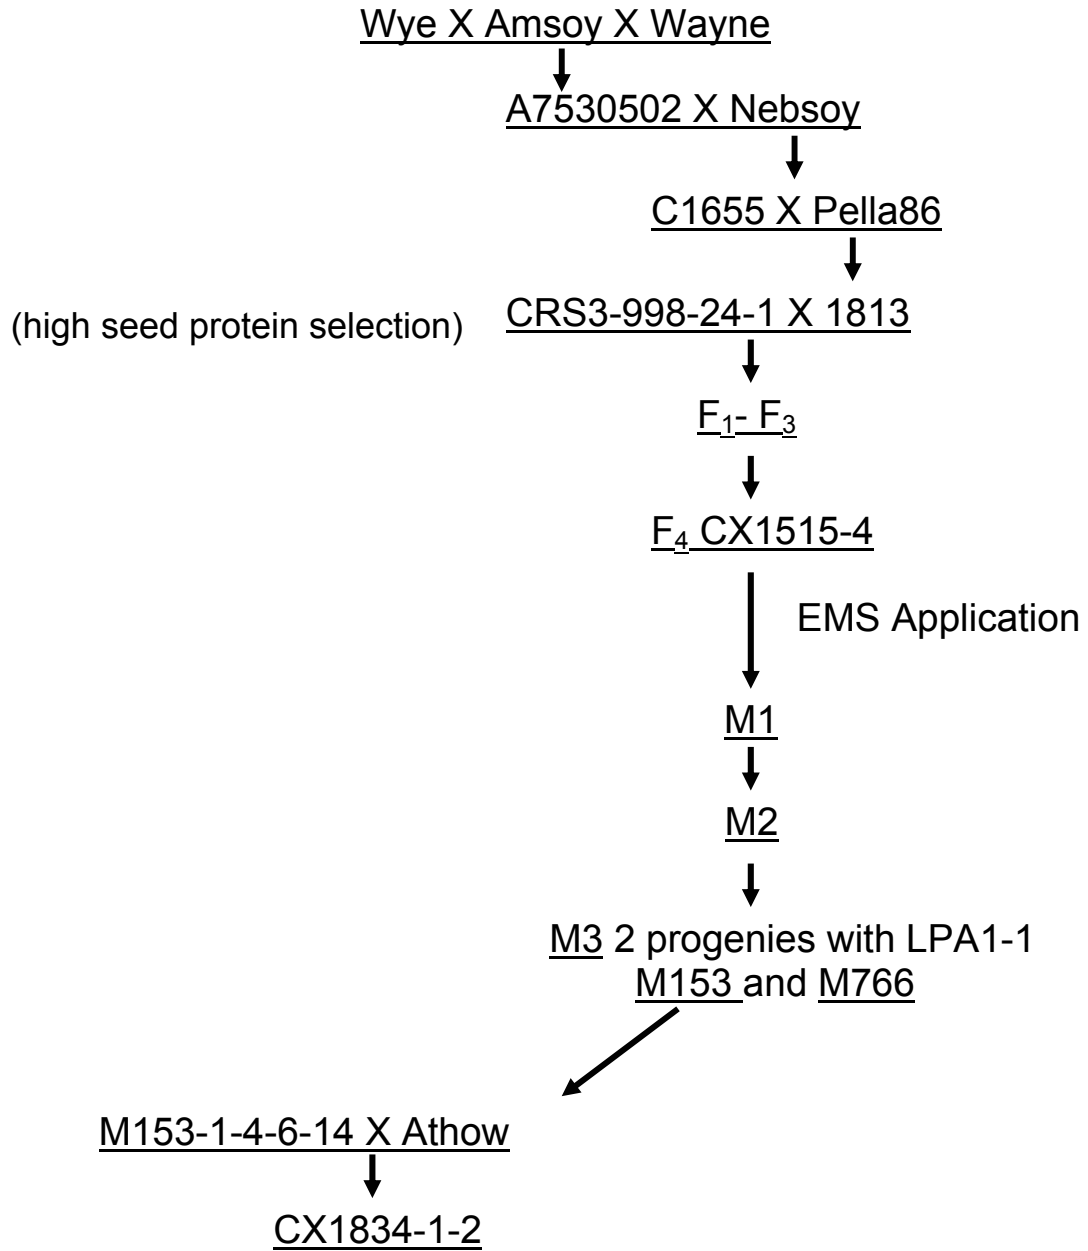 Wye X Amsoy X Wayne
A7530502 X Nebsoy
C1655 X Pella86
(high seed protein selection) CRS3-998-24-1 X 1813
F1- F3
F4 CX1515-4
EMS Application
M1
M2
M3 2 progenies with LPA1-1
M153 and M766
M153-1-4-6-14 X Athow
CX1834-1-2